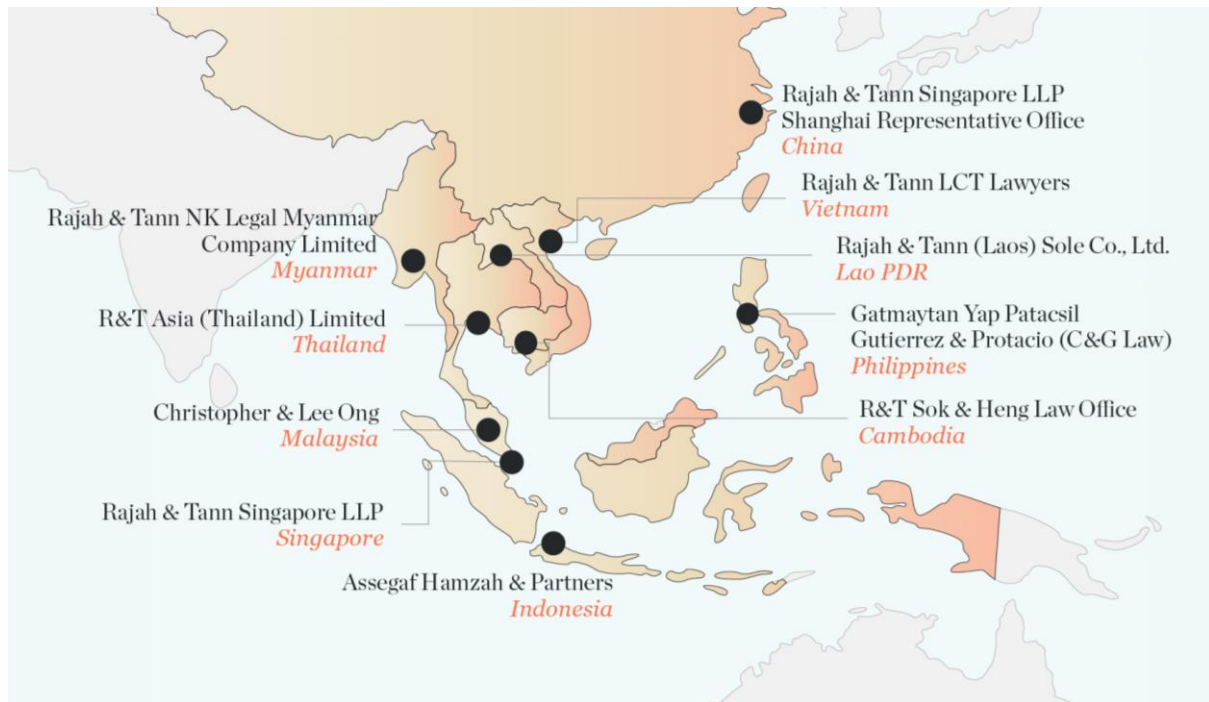 Rajah & Tann Singapore LLP
Shanghai Representative Office
China
Rajah & Tann LCT Lawyers
Vietnam
Rajah & Tann NK Legal Myanmar
Company Limited
Myanmar
Rajah & Tann (Laos) Sole Co., Ltd.
Lao PDR
R&T Asia (Thailand) Limited
Thailand
Gatmaytan Yap Patacsil
Gutierrez & Protacio (C&G Law)
Philippines
Christopher & Lee Ong
Malaysia
R&T Sok & Heng Law Office
Cambodia
Rajah & Tann Singapore LLP
Singapore
Assegaf Hamzah & Partners
Indonesia